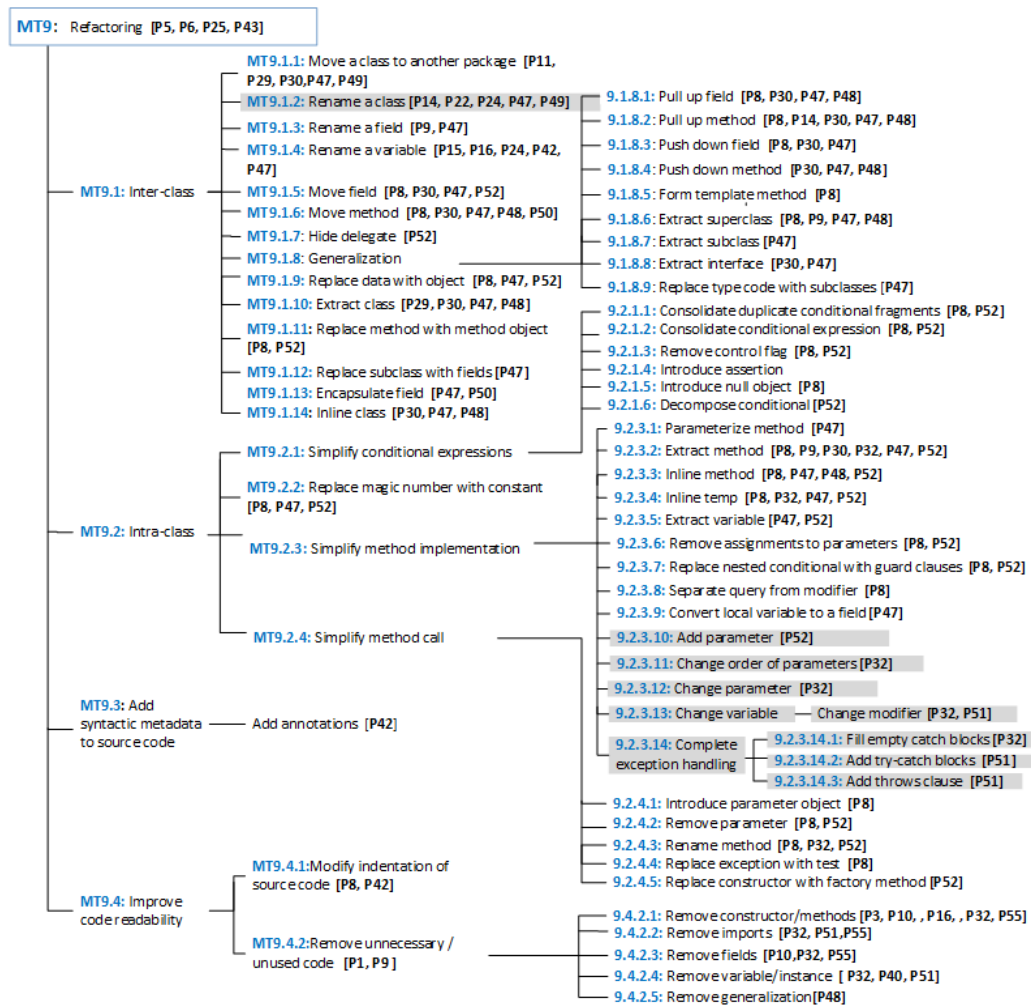 MT9: Refactoring [P5, P6, P25, P43]
MT9.1: Inter-class
MT9.1.1: Move a class to another package [P11,
P29, P30,P47, P49]
MT9.1.2: Rename a class [P14, P22, P24, P47, P49]
MT9.1.3: Rename a field [P9, P47]
MT9.1.4: Rename a variable [P15, P16, P24, P42,
P47]
MT9.1.5: Move field [P8, P30, P47, P52]
MT9.1.6: Move method [P8, P30, P47, P48, P50]
MT9.1.7: Hide delegate [P52]
MT9.1.8: Generalization
MT9.1.9: Replace data with object [P8, P47, P52]
MT9.1.10: Extract class [P29, P30, P47, P48]
MT9.1.11: Replace method with method object
[P8, P52]
MT9.1.12: Replace subclass with fields [P47]
MT9.1.13: Encapsulate field [P47, P50]
MT9.1.14: Inline class [P30, P47, P48]
9.1.8.1: Pull up field [P8, P30, P47, P48]
9.1.8.2: Pull up method [P8, P14, P30, P47, P48]
9.1.8.3: Push down field [P8, P30, P47]
9.1.8.4: Push down method [P30, P47, P48]
9.1.8.5: Form template method [P8]
9.1.8.6: Extract superclass [P8, P9, P47, P48]
9.1.8.7: Extract subclass [P47]
9.1.8.8: Extract interface [P30, P47]
9.1.8.9: Replace type code with subclasses [P47]
MT9.2: Intra-class
MT9.2.1: Simplify conditional expressions
MT9.2.2: Replace magic number with constant
[P8, P47, P52]
MT9.2.3: Simplify method implementation
MT9.2.4: Simplify method call
9.2.1.1: Consolidate duplicate conditional fragments [P8, P52]
9.2.1.2: Consolidate conditional expression [P8, P52]
9.2.1.3: Remove control flag [P8, P52]
9.2.1.4: Introduce assertion
9.2.1.5: Introduce null object [P8]
9.2.1.6: Decompose conditional [P52]
9.2.3.1: Parameterize method [P47]
9.2.3.2: Extract method [P8, P9, P30, P32, P47, P52]
9.2.3.3: Inline method [P8, P47, P48, P52]
9.2.3.4: Inline temp [P8, P32, P47, P52]
9.2.3.5: Extract variable [P47, P52]
9.2.3.6: Remove assignments to parameters [P8, P52]
9.2.3.7: Replace nested conditional with guard clauses [P8, P52]
9.2.3.8: Separate query from modifier [P8]
9.2.3.9: Convert local variable to a field [P47]
9.2.3.10: Add parameter [P52]
9.2.3.11: Change order of parameters [P32]
9.2.3.12: Change parameter [P32]
9.2.3.13: Change variable Change modifier [P32, P51]
9.2.3.14: Complete
exception handling
9.2.3.14.1: Fill empty catch blocks [P32]
9.2.3.14.2: Add try-catch blocks [P51]
9.2.3.14.3: Add throws clause [P51]
9.2.4.1: Introduce parameter object [P8]
9.2.4.2: Remove parameter [P8, P52]
9.2.4.3: Rename method [P8, P32, P52]
9.2.4.4: Replace exception with test [P8]
9.2.4.5: Replace constructor with factory method [P52]
MT9.3: Add
syntactic metadata
to source code
Add annotations [P42]
MT9.4: Improve
code readability
MT9.4.1:Modify indentation of
source code [P8, P42]
MT9.4.2:Remove unnecessary /
unused code [P1, P9 ]
9.4.2.1: Remove constructor/methods [P3, P10, , P16, , P32, P55]
9.4.2.2: Remove imports [P32, P51,P55]
9.4.2.3: Remove fields [P10,P32, P55]
9.4.2.4: Remove variable/instance [ P32, P40, P51]
9.4.2.5: Remove generalization[P48]